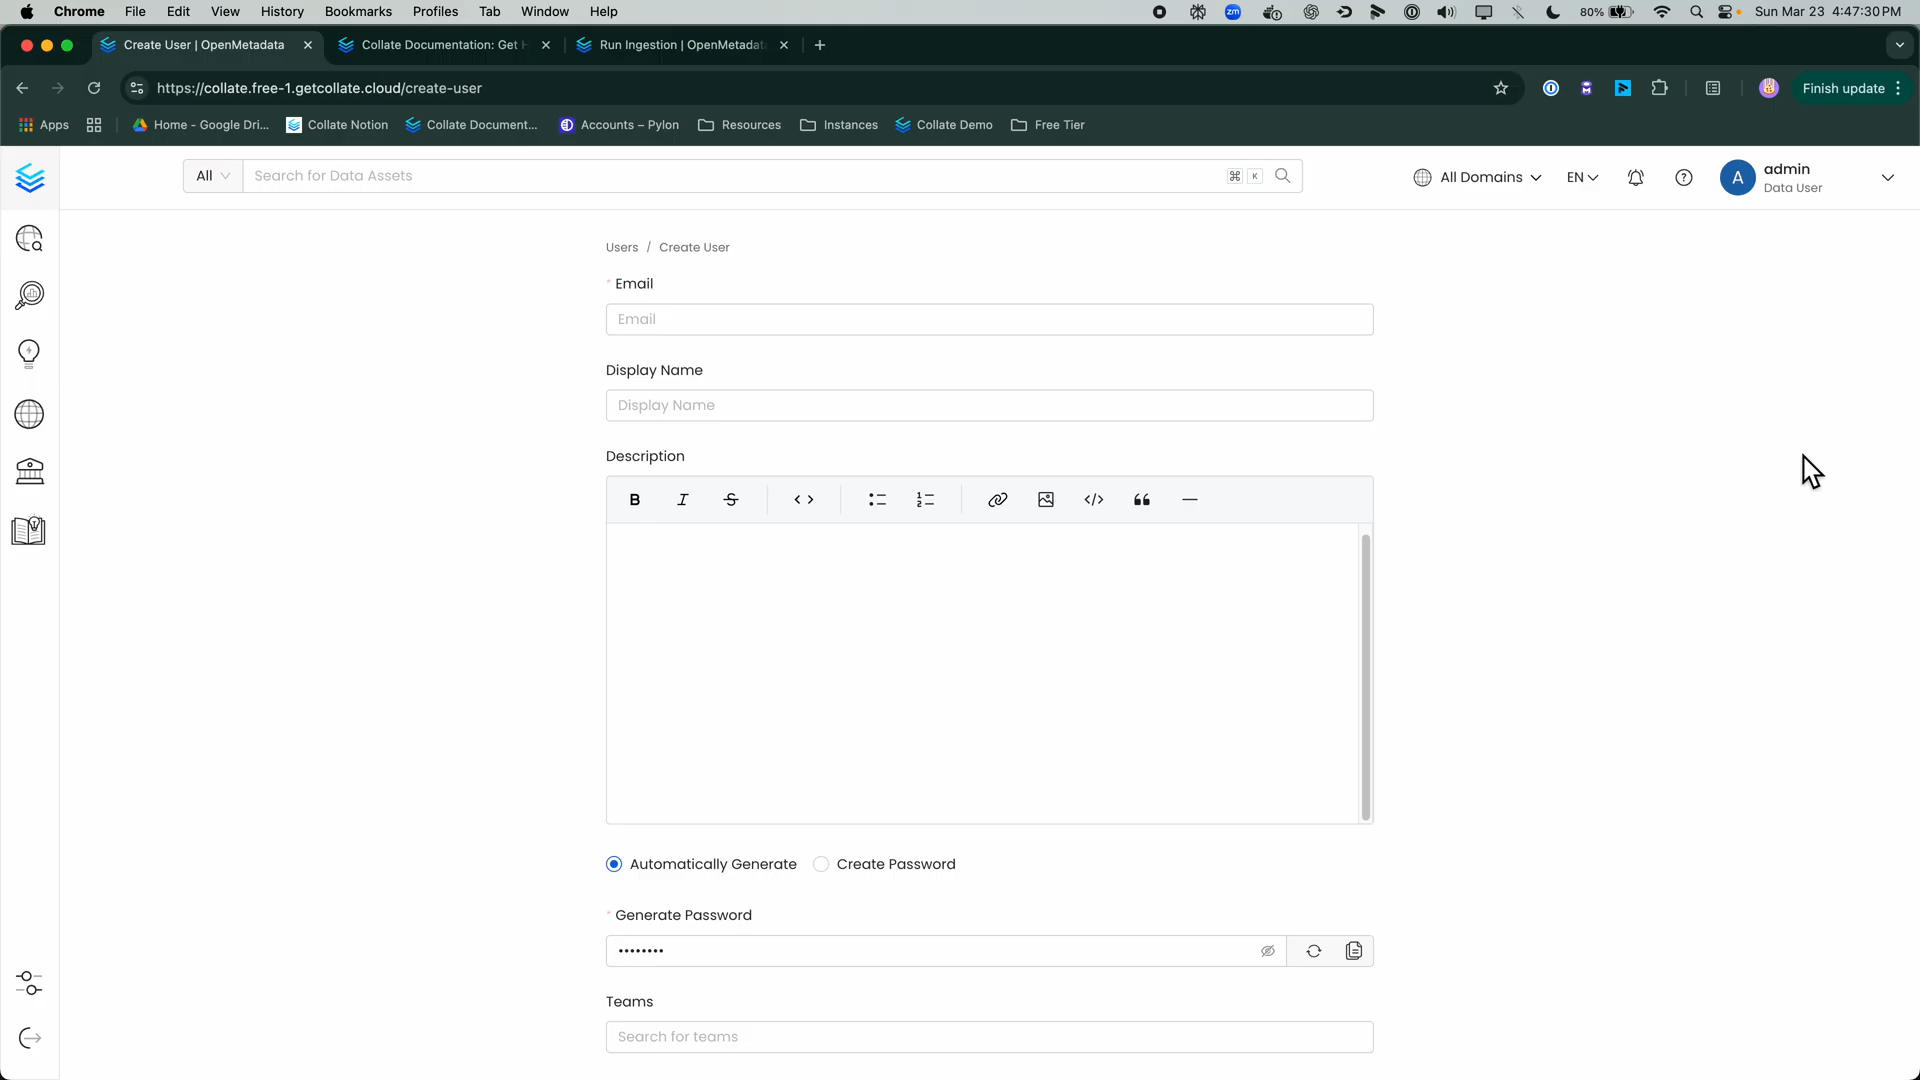 Chrome File Edit View History Bookmarks Profiles Tab Window Help zm 80% Sun Mar 23 4:47:30 PM
Create User | OpenMetadata Collate Documentation: Get H Run Ingestion | OpenMetadata
https://collate.free-1.getcollate.cloud/create-user Finish update
Apps Home - Google Dri... Collate Notion Collate Document... Accounts – Pylon Resources Instances Collate Demo Free Tier
All Search for Data Assets ⌘ K All Domains EN A admin
Data User
Users / Create User
* Email
Email
Display Name
Display Name
Description
B I S
Automatically Generate Create Password
* Generate Password
••••••••
Teams
Search for teams